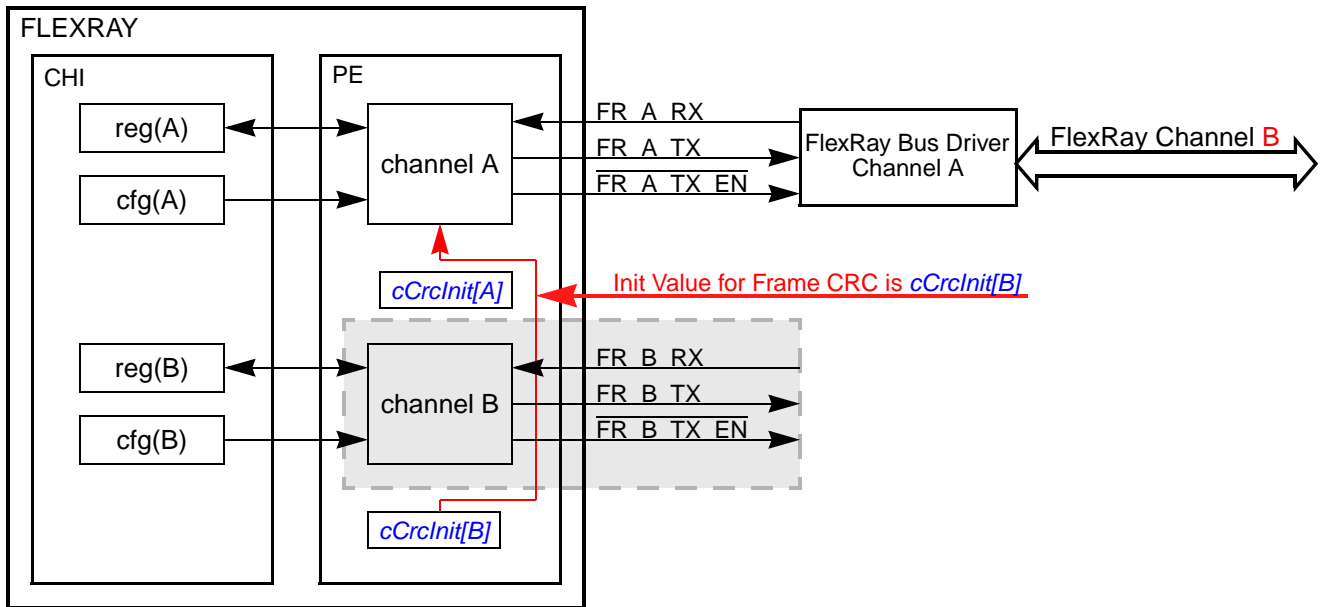 FLEXRAY
CHI
PE
reg(A)
cfg(A)
channel A
FR_A_RX
FR_A_TX
FR_A_TX_EN
FlexRay Bus Driver
Channel A
FlexRay Channel B
cCrcInit[A]
Init Value for Frame CRC is cCrcInit[B]
reg(B)
cfg(B)
channel B
FR_B_RX
FR_B_TX
FR_B_TX_EN
cCrcInit[B]